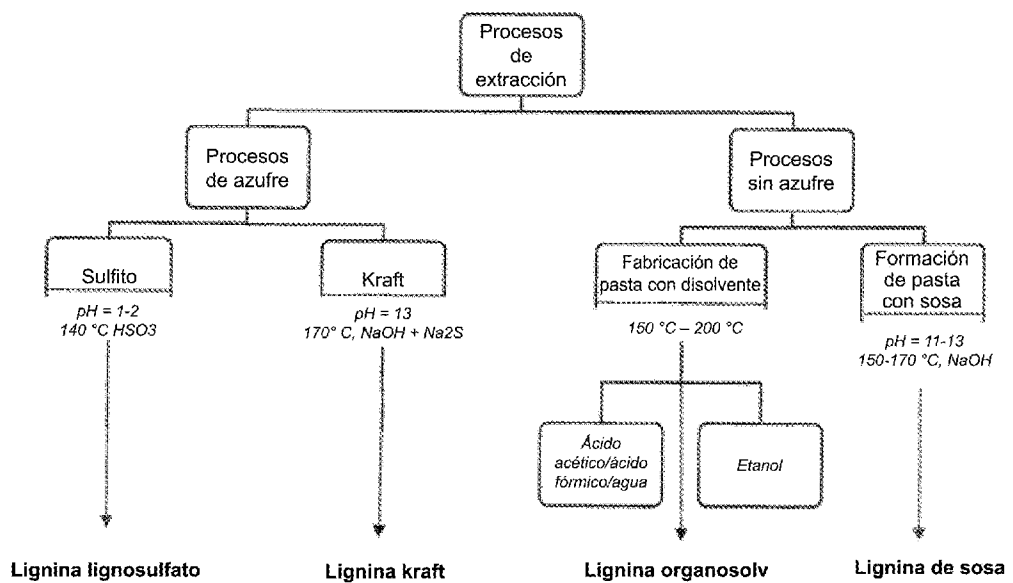 Procesos
de
extracción
Procesos
de azufre
Procesos
sin azufre
Sulfito
pH = 1-2
140 °C HSO3
Kraft
pH = 13
170° C, NaOH + Na2S
Fabricación de
pasta con disolvente
150 °C – 200 °C
Formación
de pasta
con sosa
pH = 11-13
150-170 °C, NaOH
Ácido
acético/ácido
fórmico/agua
Etanol
Lignina lignosulfato
Lignina kraft
Lignina organosolv
Lignina de sosa